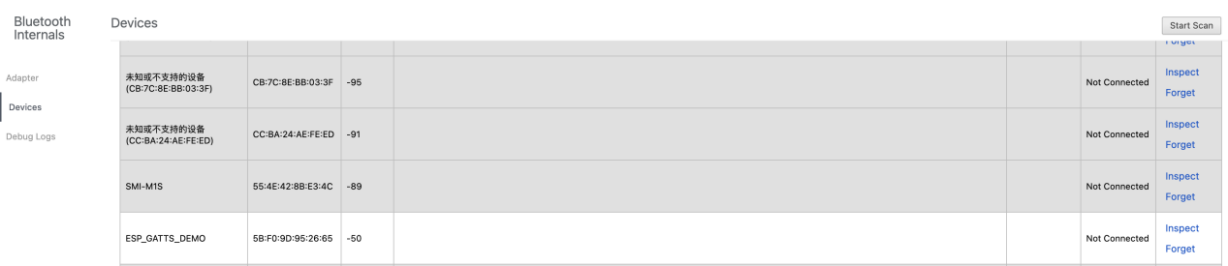 Bluetooth
Internals
Devices
Start Scan
Adapter
Devices
Debug Logs
Forget
未知或不支持的设备
(CB:7C:8E:BB:03:3F)
CB:7C:8E:BB:03:3F
-95
Not Connected
Inspect
Forget
未知或不支持的设备
(CC:BA:24:AE:FE:ED)
CC:BA:24:AE:FE:ED
-91
Not Connected
Inspect
Forget
SMI-M1S
55:4E:42:8B:E3:4C
-89
Not Connected
Inspect
Forget
ESP_GATTS_DEMO
5B:F0:9D:95:26:65
-50
Not Connected
Inspect
Forget